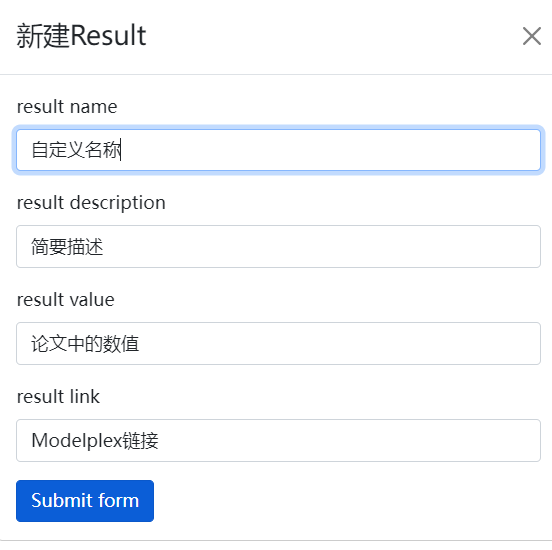 新建Result
result name
自定义名称
result description
简要描述
result value
论文中的数值
result link
Modelplex链接
Submit form